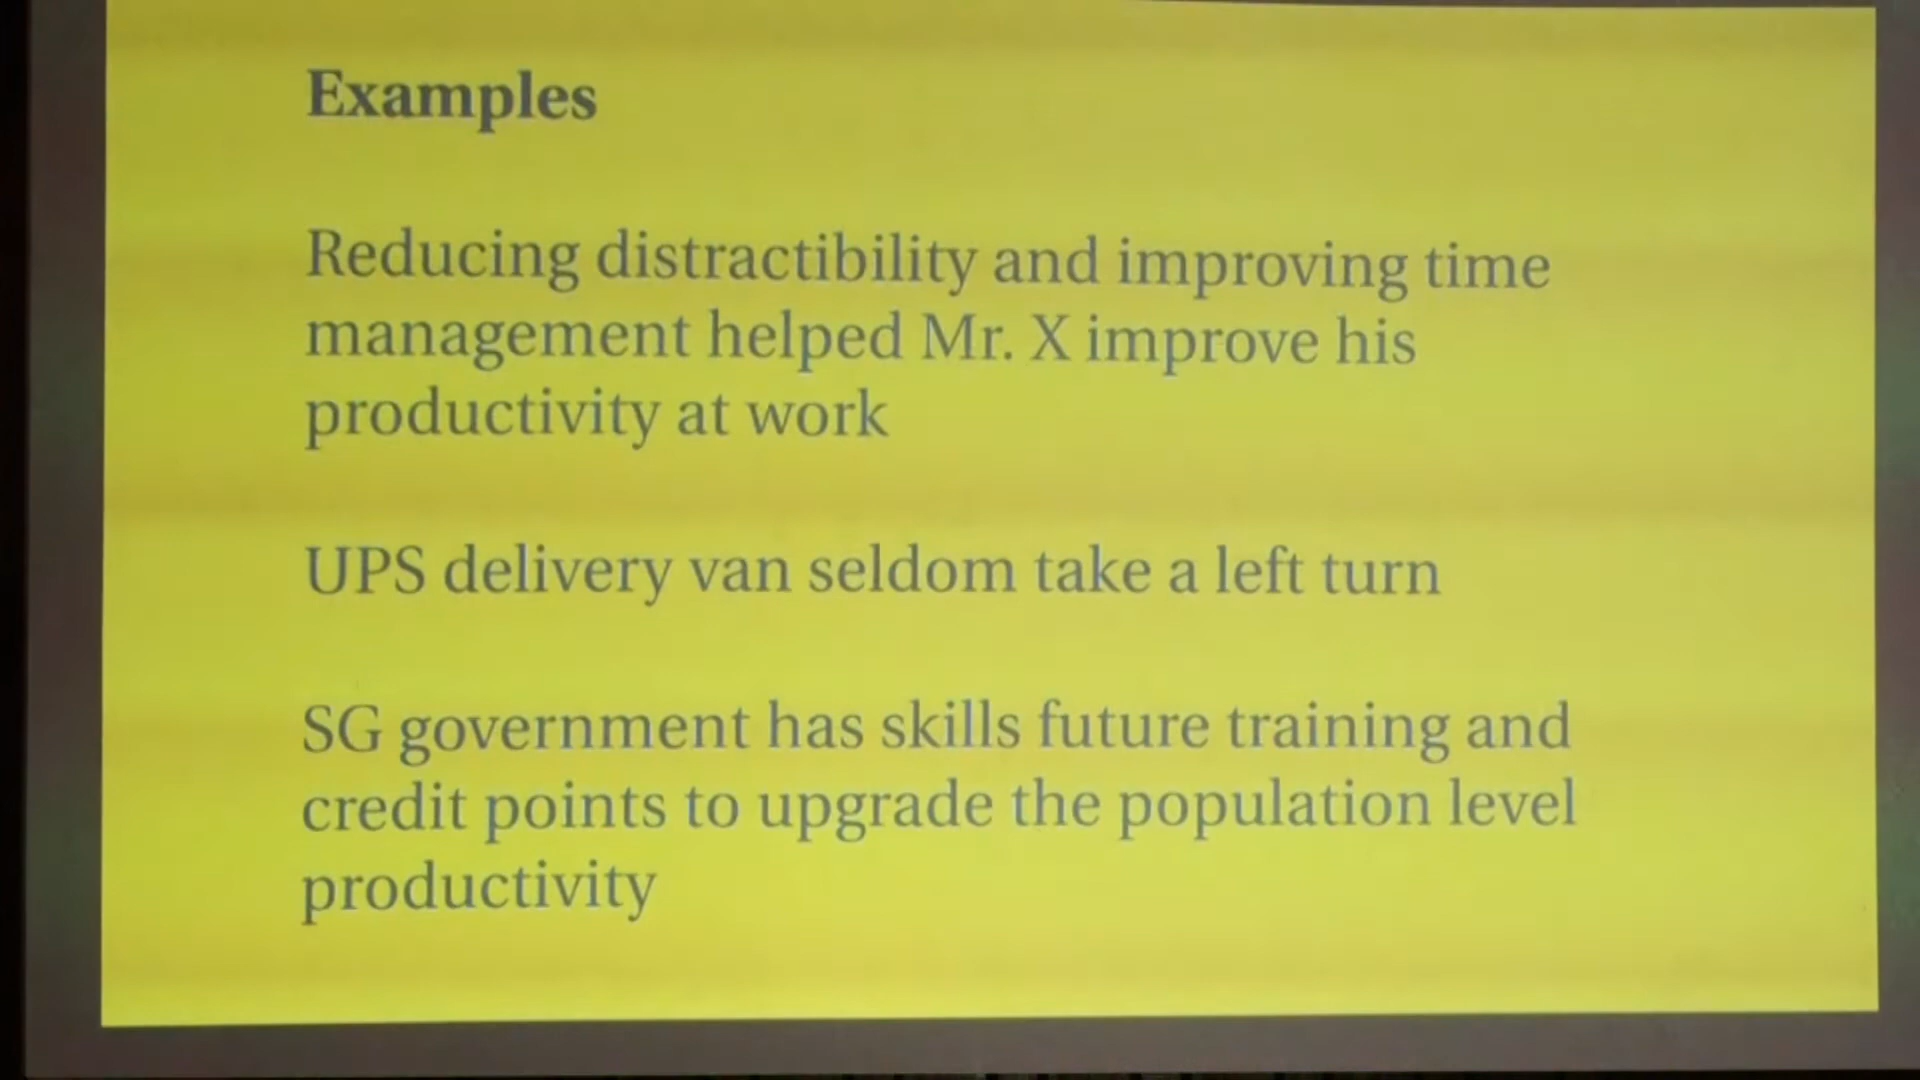 Examples
Reducing distractibility and improving time
management helped Mr. X improve his
productivity at work
UPS delivery van seldom take a left turn
SG government has skills future training and
credit points to upgrade the population level
productivity